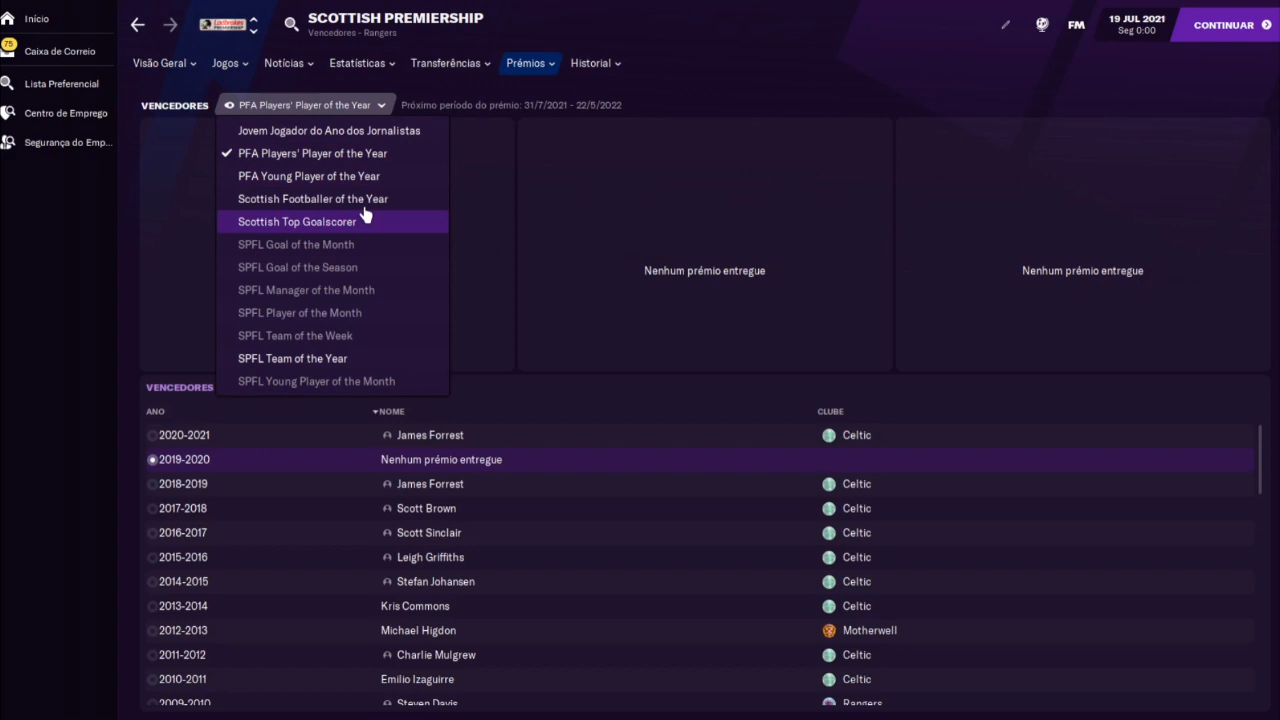 Início
75
Caixa de Correio
Lista Preferencial
Centro de Emprego
Segurança do Emp...
Ladbrokes
PREMIERSHIP
SCOTTISH PREMIERSHIP
Vencedores - Rangers
FM
19 JUL 2021
Seg 0:00
CONTINUAR
Visão Geral
Jogos
Notícias
Estatísticas
Transferências
Prémios
Historial
VENCEDORES
PFA Players' Player of the Year
Próximo período do prémio: 31/7/2021 - 22/5/2022
Jovem Jogador do Ano dos Jornalistas
PFA Players' Player of the Year
PFA Young Player of the Year
Scottish Footballer of the Year
Scottish Top Goalscorer
SPFL Goal of the Month
SPFL Goal of the Season
SPFL Manager of the Month
SPFL Player of the Month
SPFL Team of the Week
SPFL Team of the Year
SPFL Young Player of the Month
Nenhum prémio entregue
Nenhum prémio entregue
VENCEDORES
ANO NOME CLUBE
2020-2021 James Forrest Celtic
2019-2020 Nenhum prémio entregue
2018-2019 James Forrest Celtic
2017-2018 Scott Brown Celtic
2016-2017 Scott Sinclair Celtic
2015-2016 Leigh Griffiths Celtic
2014-2015 Stefan Johansen Celtic
2013-2014 Kris Commons Celtic
2012-2013 Michael Higdon Motherwell
2011-2012 Charlie Mulgrew Celtic
2010-2011 Emilio Izaguirre Celtic
2009-2010 Steven Davis Rangers